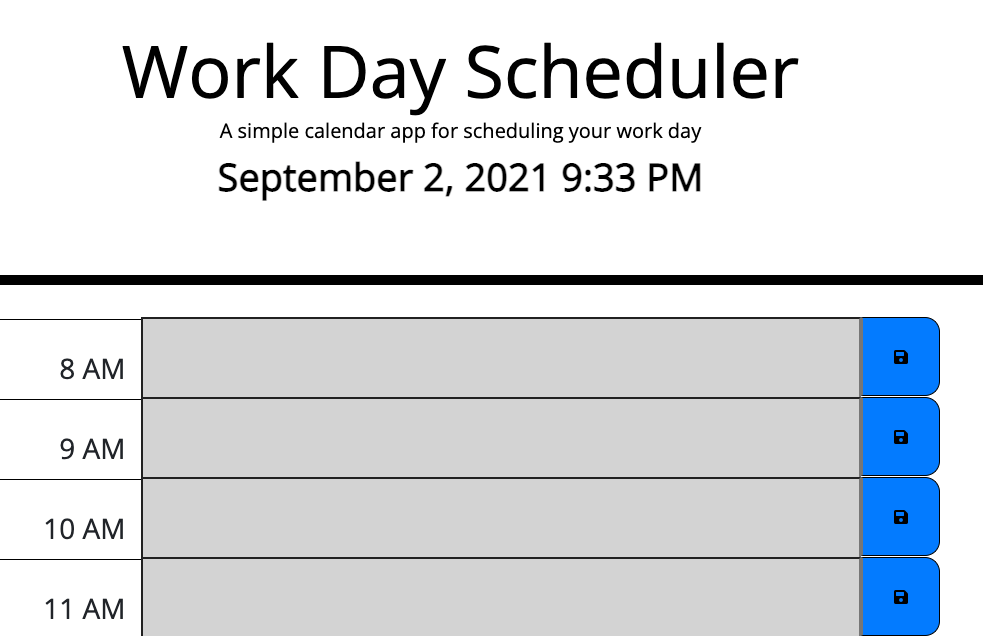 Work Day Scheduler
A simple calendar app for scheduling your work day
September 2, 2021 9:33 PM
8 AM
9 AM
10 AM
11 AM